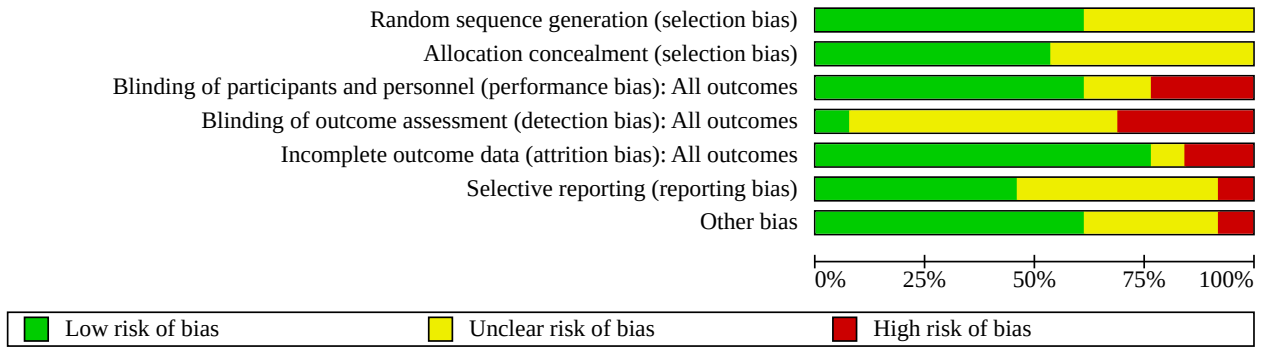 Random sequence generation (selection bias)
Allocation concealment (selection bias)
Blinding of participants and personnel (performance bias): All outcomes
Blinding of outcome assessment (detection bias): All outcomes
Incomplete outcome data (attrition bias): All outcomes
Selective reporting (reporting bias)
Other bias
0% 25% 50% 75% 100%
Low risk of bias Unclear risk of bias High risk of bias